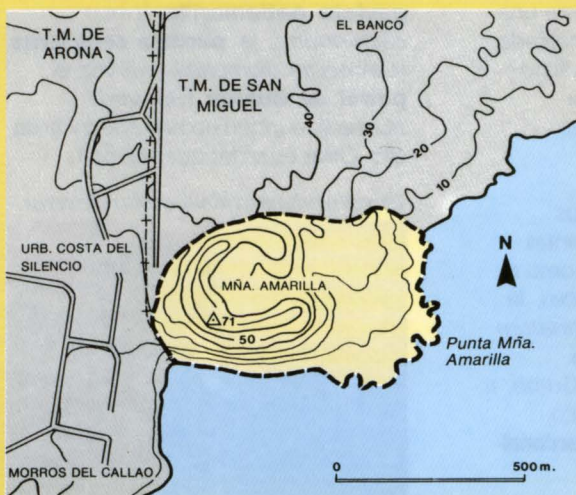 T.M. DE
ARONA
EL BANCO
T.M. DE SAN
MIGUEL
40
30
20
10
URB. COSTA DEL
SILENCIO
MÑA. AMARILLA
71
50
N
Punta Mña.
Amarilla
MORROS DEL CALLAO
0
500 m.